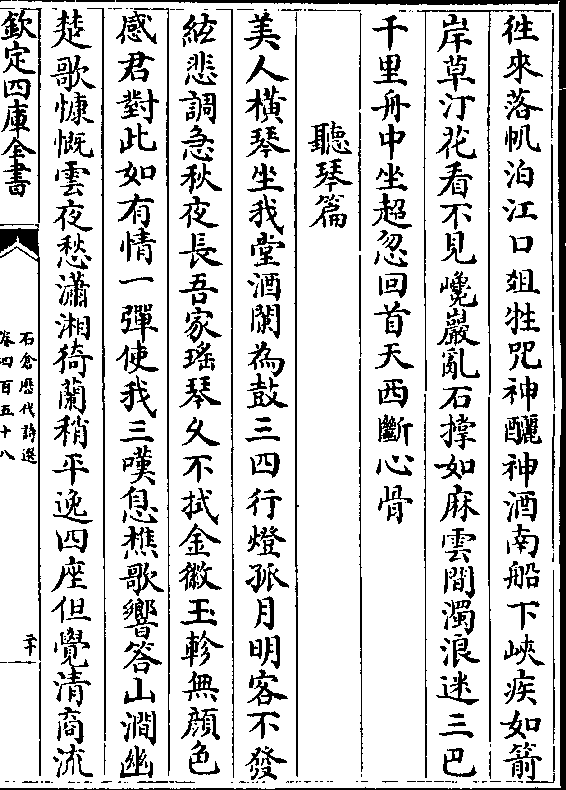 往來落帆泊江口俎牲咒神釃神酒南船下峽疾如箭
岸草汀花看不見巉巖亂石撑如麻雲間濁浪迷三巴
千里舟中坐超忽回首天西斷心骨
聽琴篇
美人橫琴坐我堂酒闌為鼓三四行燈孤月明客不發
絃悲調急秋夜長吾家瑤琴久不拭金徽玉軫無顔色
感君對此如有情一彈使我三嘆息樵歌響答山澗幽
楚歌慷慨雲夜愁瀟湘猗蘭稍平逸四座但覺清商流
欽定四庫全書
石倉歷代詩選
卷四百五十八
二十